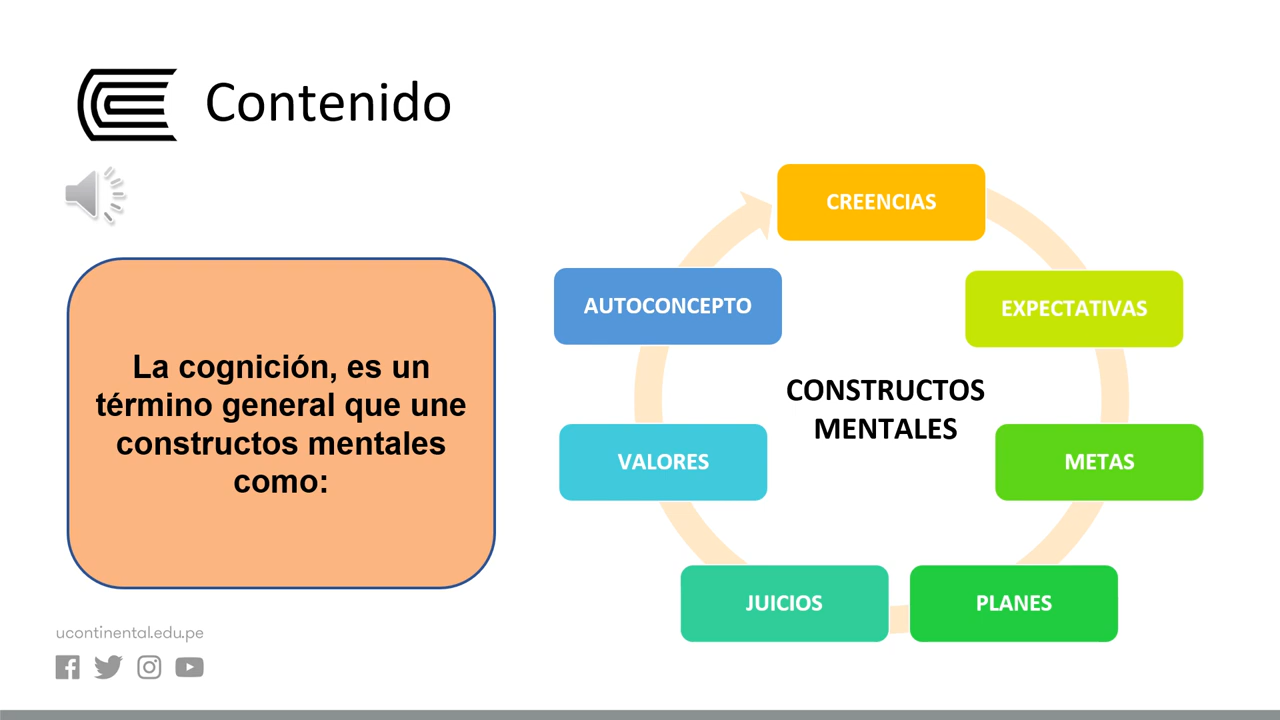 Contenido
La cognición, es un
término general que une
constructos mentales
como:
CREENCIAS
EXPECTATIVAS
METAS
PLANES
JUICIOS
VALORES
AUTOCONCEPTO
CONSTRUCTOS
MENTALES
ucontinental.edu.pe